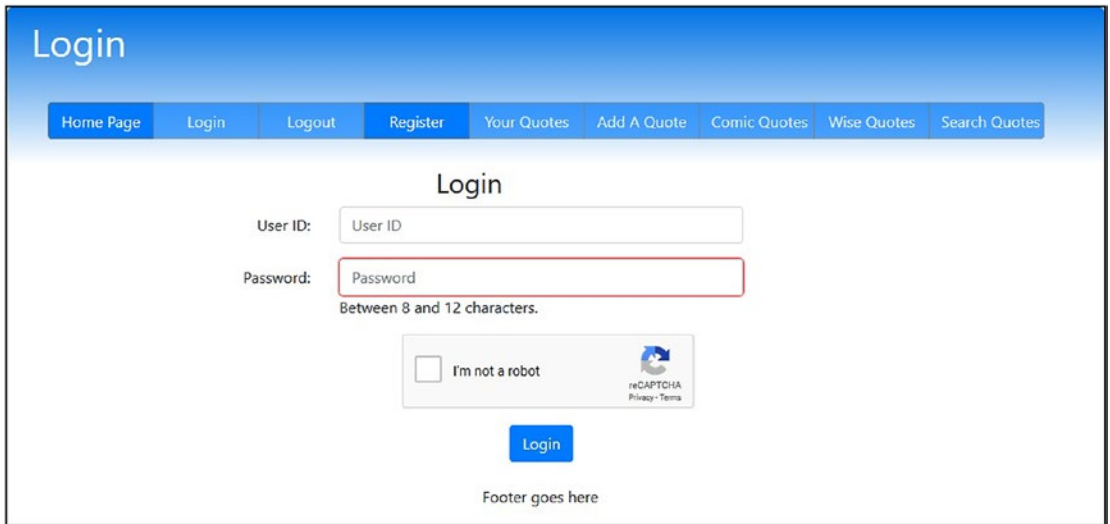 Login
Home Page Login Logout Register Your Quotes Add A Quote Comic Quotes Wise Quotes Search Quotes
Login
User ID: User ID
Password: Password
Between 8 and 12 characters.
I'm not a robot
reCAPTCHA
Privacy - Terms
Login
Footer goes here